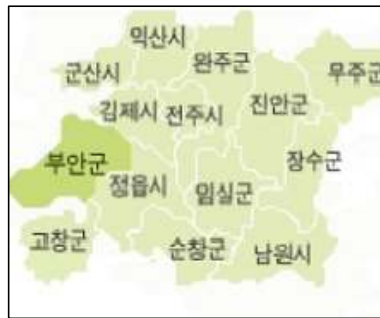 익산시
완주군
군산시
무주군
김제시
전주시
진안군
부안군
장수군
정읍시
임실군
고창군
순창군
남원시